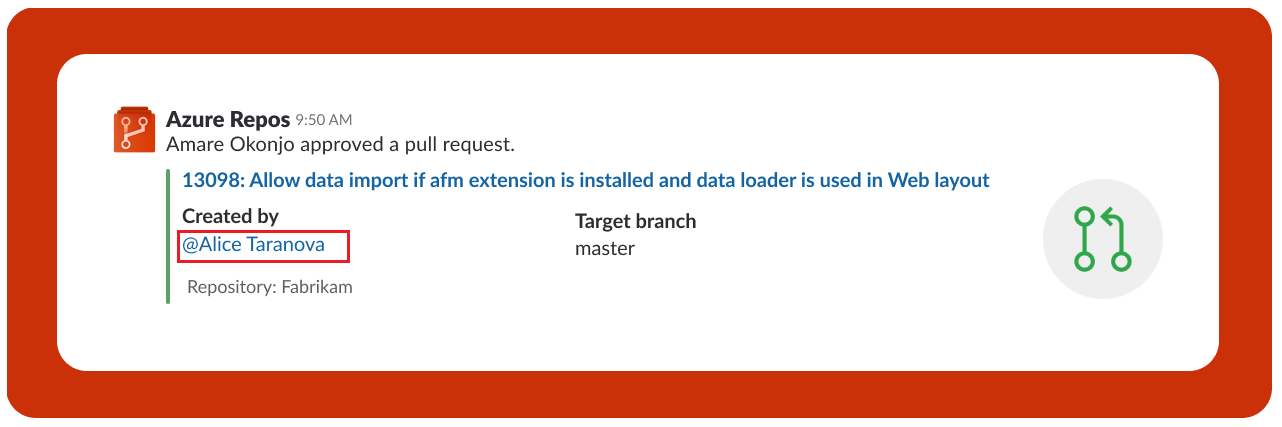 Azure Repos 9:50 AM
Amare Okonjo approved a pull request.
13098: Allow data import if afm extension is installed and data loader is used in Web layout
Created by
@Alice Taranova
Target branch
master
Repository: Fabrikam